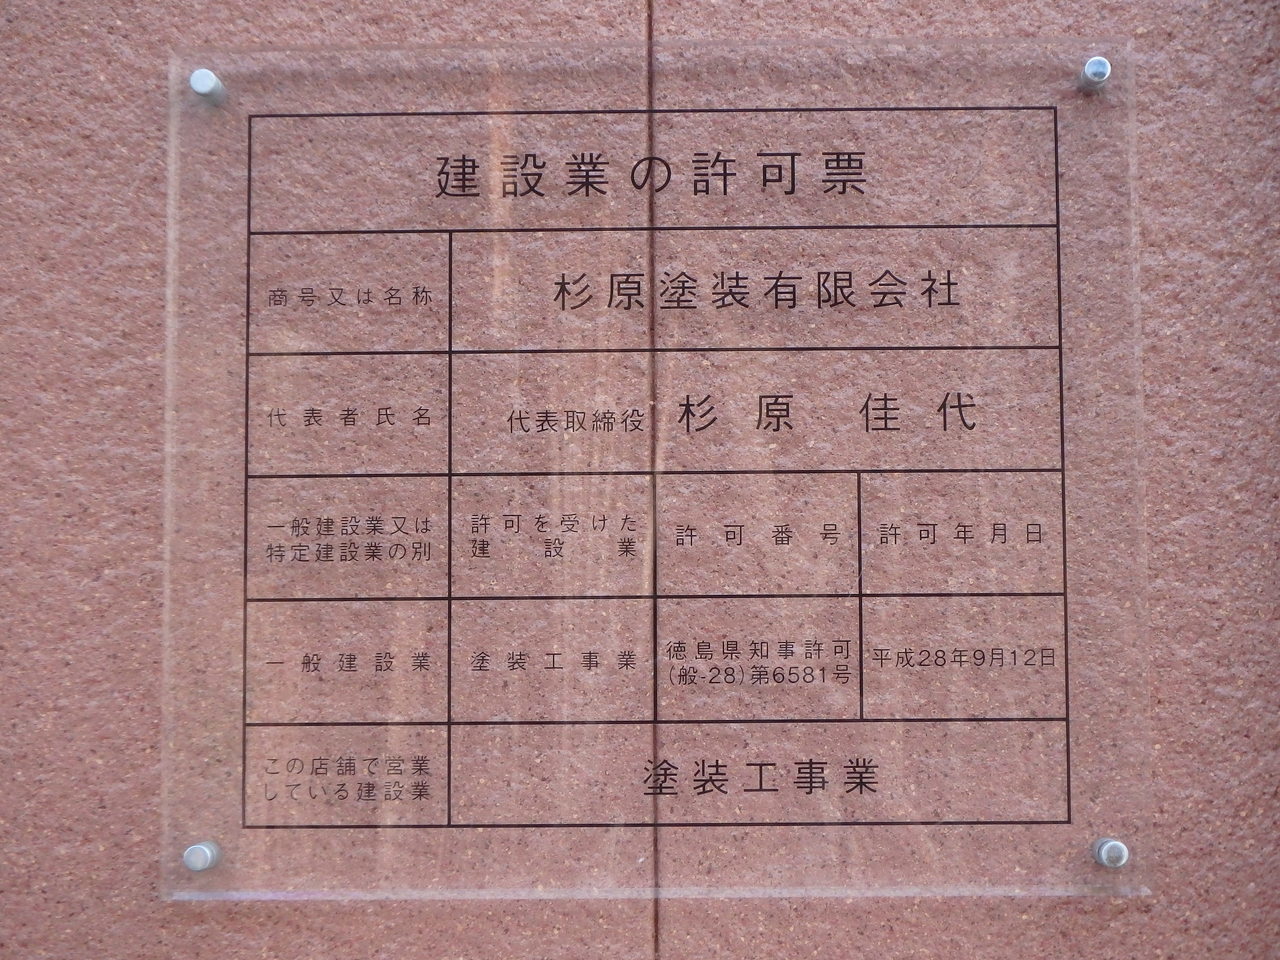 建設業の許可票
商号又は名称
杉原塗装有限会社
代表者氏名
代表取締役 杉原 佳代
一般建設業又は
特定建設業の別
許可を受けた
建設業
許可番号
許可年月日
一般建設業
塗装工事業
徳島県知事許可
(般-28)第6581号
平成28年9月12日
この店舗で営業
している建設業
塗装工事業